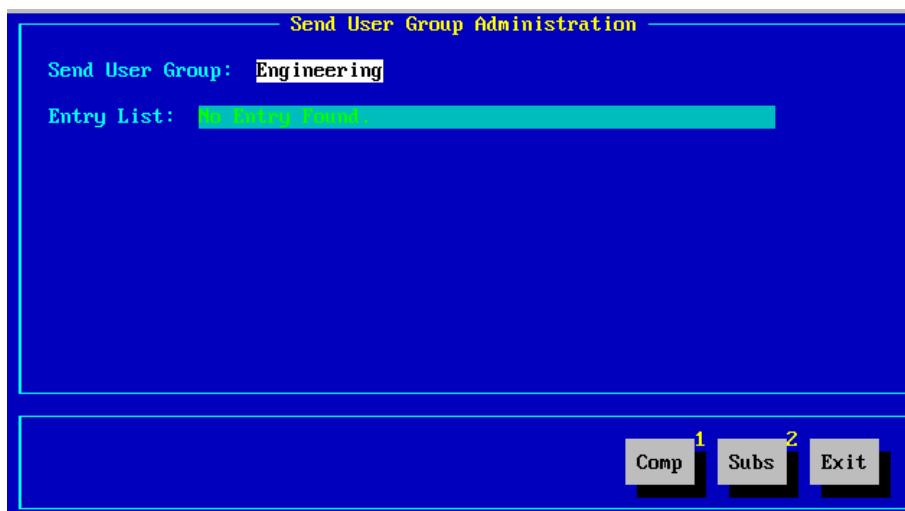 Send User Group Administration
Send User Group: Engineering
Entry List: No Entry Found.
1 2
Comp Subs Exit